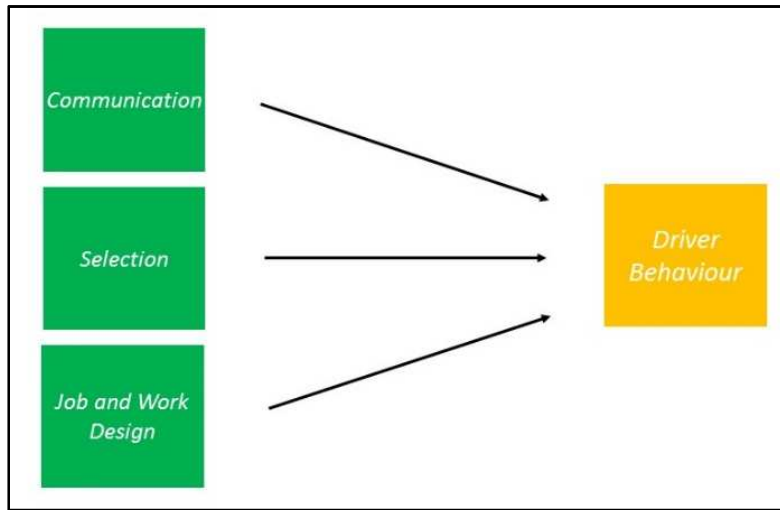 Communication
Selection
Job and Work
Design
Driver
Behaviour